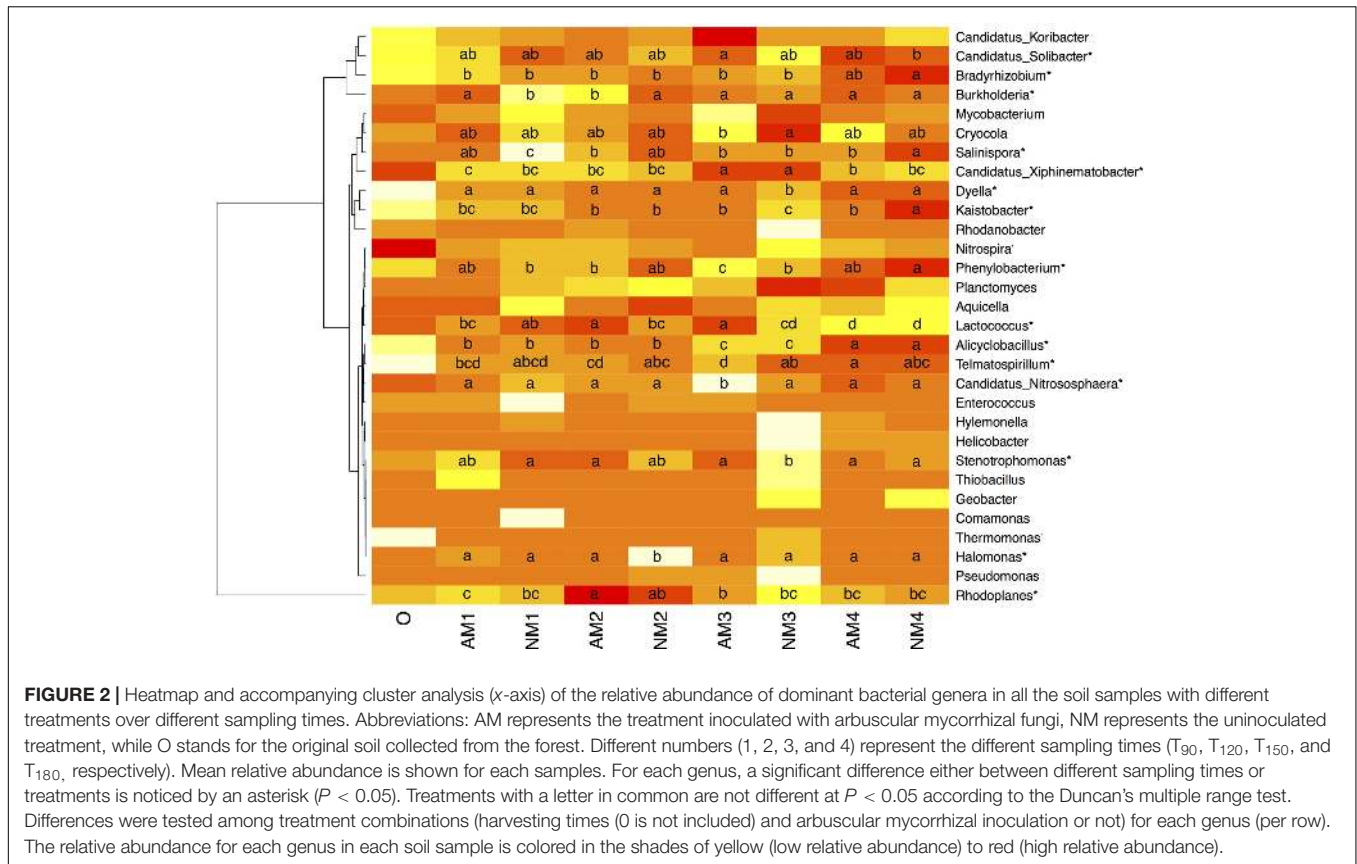 Candidatus_Koribacter
ab ab ab ab a ab ab b Candidatus_Solibacter*
b b b b b b ab a Bradyrhizobium*
a b b a a a a a Burkholderia*
Mycobacterium
ab ab ab ab b a ab ab Cryocola
ab c b ab b b b a Salinispora*
c bc bc bc a a b bc Candidatus_Xiphinematobacter*
a a a a a b a a Dyella*
bc bc b b b c b a Kaistobacter*
Rhodanobacter
Nitrospira˙
ab b b ab c b ab a Phenylobacterium*
Planctomyces
Aquicella
bc ab a bc a cd d d Lactococcus*
b b b b c c a a Alicyclobacillus*
bcd abcd cd abc d ab a abc Telmatospirillum*
a a a a b a a a Candidatus_Nitrososphaera*
Enterococcus
Hylemonella
Helicobacter
ab a a ab a b a a Stenotrophomonas*
Thiobacillus
Geobacter
Comamonas
Thermomonas˙
a a a b a a a a Halomonas*
Pseudomonas
c bc a ab b bc bc bc Rhodoplanes*
O AM1 NM1 AM2 NM2 AM3 NM3 AM4 NM4
FIGURE 2 | Heatmap and accompanying cluster analysis (x-axis) of the relative abundance of dominant bacterial genera in all the soil samples with different
treatments over different sampling times. Abbreviations: AM represents the treatment inoculated with arbuscular mycorrhizal fungi, NM represents the uninoculated
treatment, while O stands for the original soil collected from the forest. Different numbers (1, 2, 3, and 4) represent the different sampling times (T90, T120, T150, and
T180, respectively). Mean relative abundance is shown for each samples. For each genus, a significant difference either between different sampling times or
treatments is noticed by an asterisk (P < 0.05). Treatments with a letter in common are not different at P < 0.05 according to the Duncan's multiple range test.
Differences were tested among treatment combinations (harvesting times (0 is not included) and arbuscular mycorrhizal inoculation or not) for each genus (per row).
The relative abundance for each genus in each soil sample is colored in the shades of yellow (low relative abundance) to red (high relative abundance).